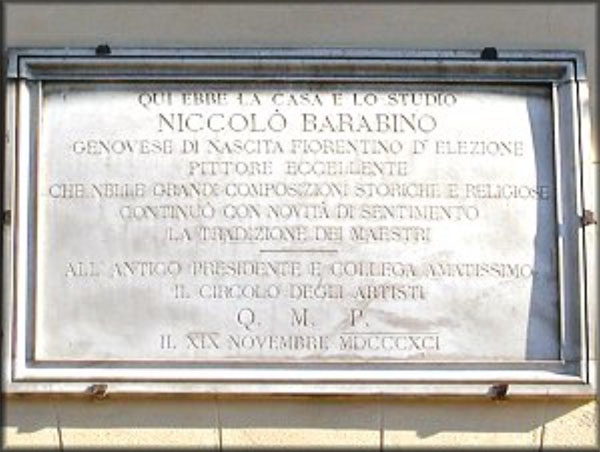 QUI EBBE LA CASA E LO STUDIO
NICCOLÒ BARABINO
GENOVESE DI NASCITA FIORENTINO D' ELEZIONE
PITTORE ECCELLENTE
CHE NELLE GRANDI COMPOSIZIONI STORICHE E RELIGIOSE
CONTINUÒ CON NOVITÀ DI SENTIMENTO
LA TRADIZIONE DEI MAESTRI
ALL' ANTICO PRESIDENTE E COLLEGA AMATISSIMO
IL CIRCOLO DEGLI ARTISTI
Q. M. P.
IL XIX NOVEMBRE MDCCCXCI